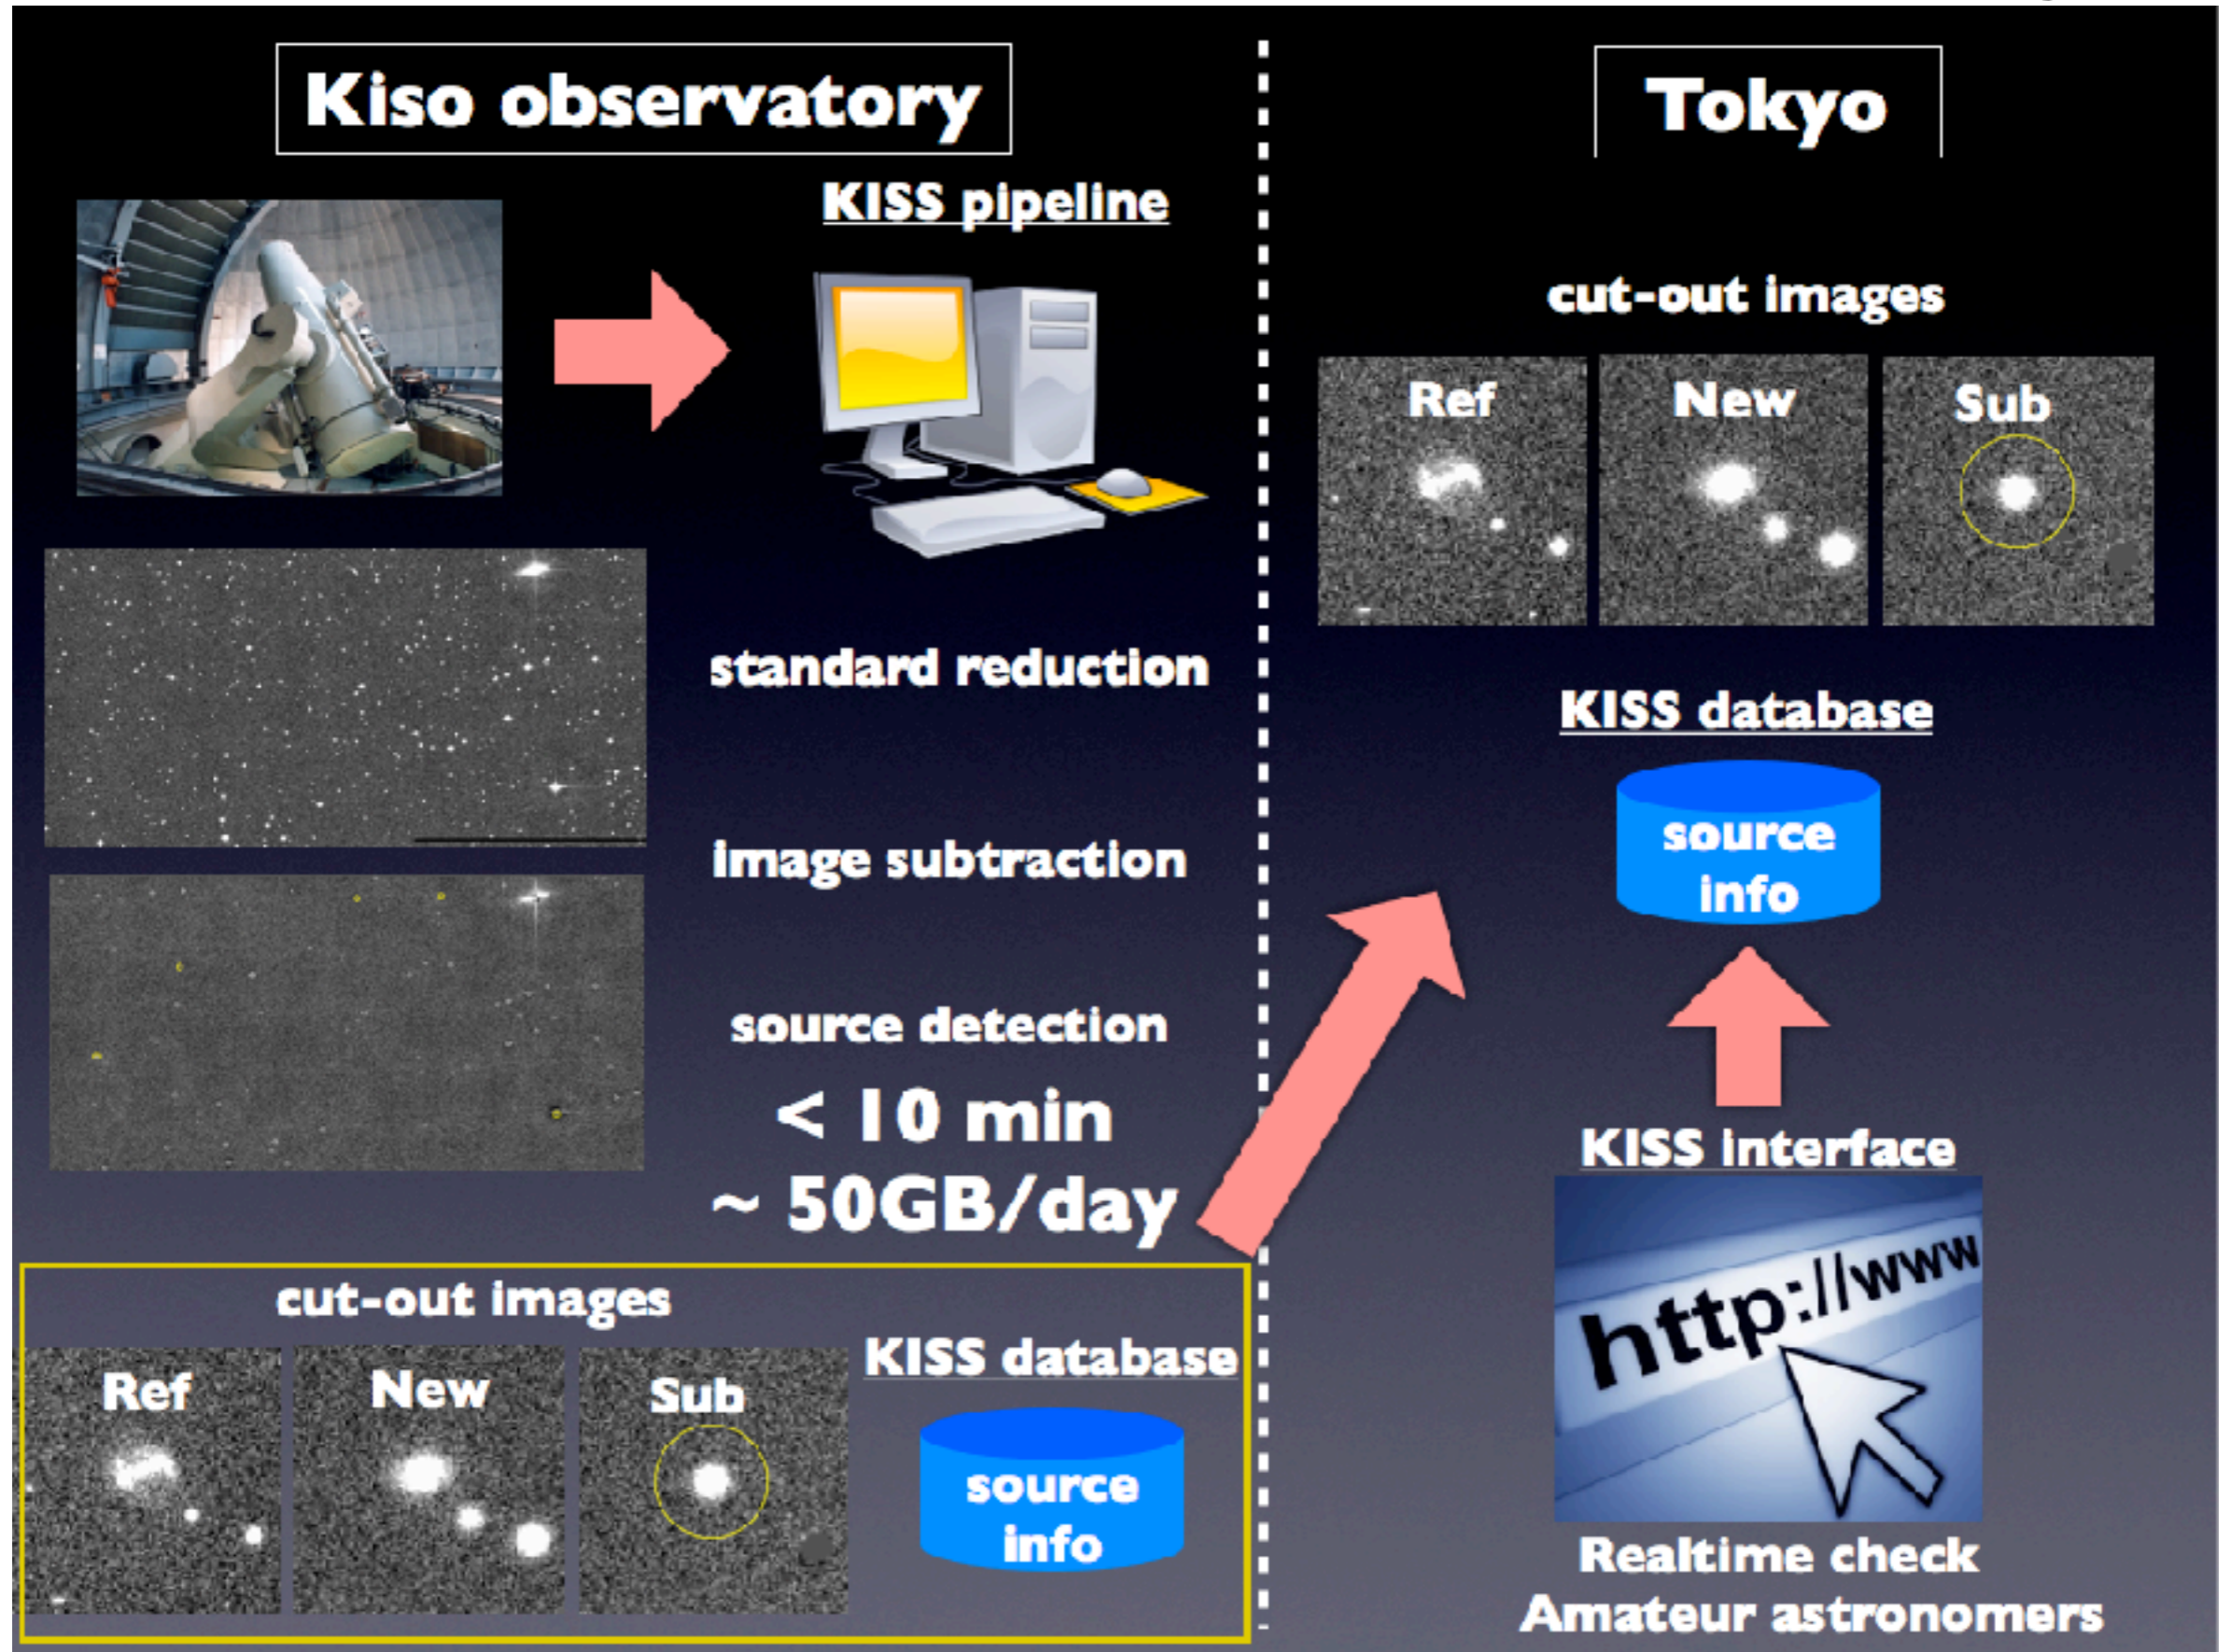 Kiso observatory
KISS pipeline
standard reduction
image subtraction
source detection
< 10 min
~ 50GB/day
cut-out images
Ref
New
Sub
KISS database
source
info
Tokyo
cut-out images
Ref
New
Sub
KISS database
source
info
KISS interface
http://www
Realtime check
Amateur astronomers